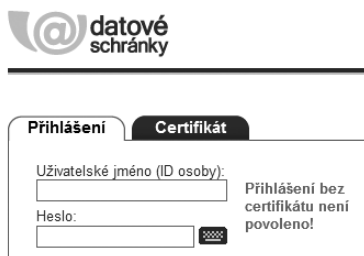 datové
schránky
Přihlášení
Certifikát
Uživatelské jméno (ID osoby):
Heslo:
Přihlášení bez
certifikátu není
povoleno!